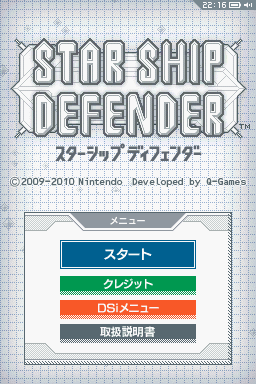 22:16
STAR SHIP
DEFENDER™
スターシップ ディフェンダー
©2009-2010 Nintendo Developed by Q-Games
メニュー
スタート
クレジット
DSiメニュー
取扱説明書